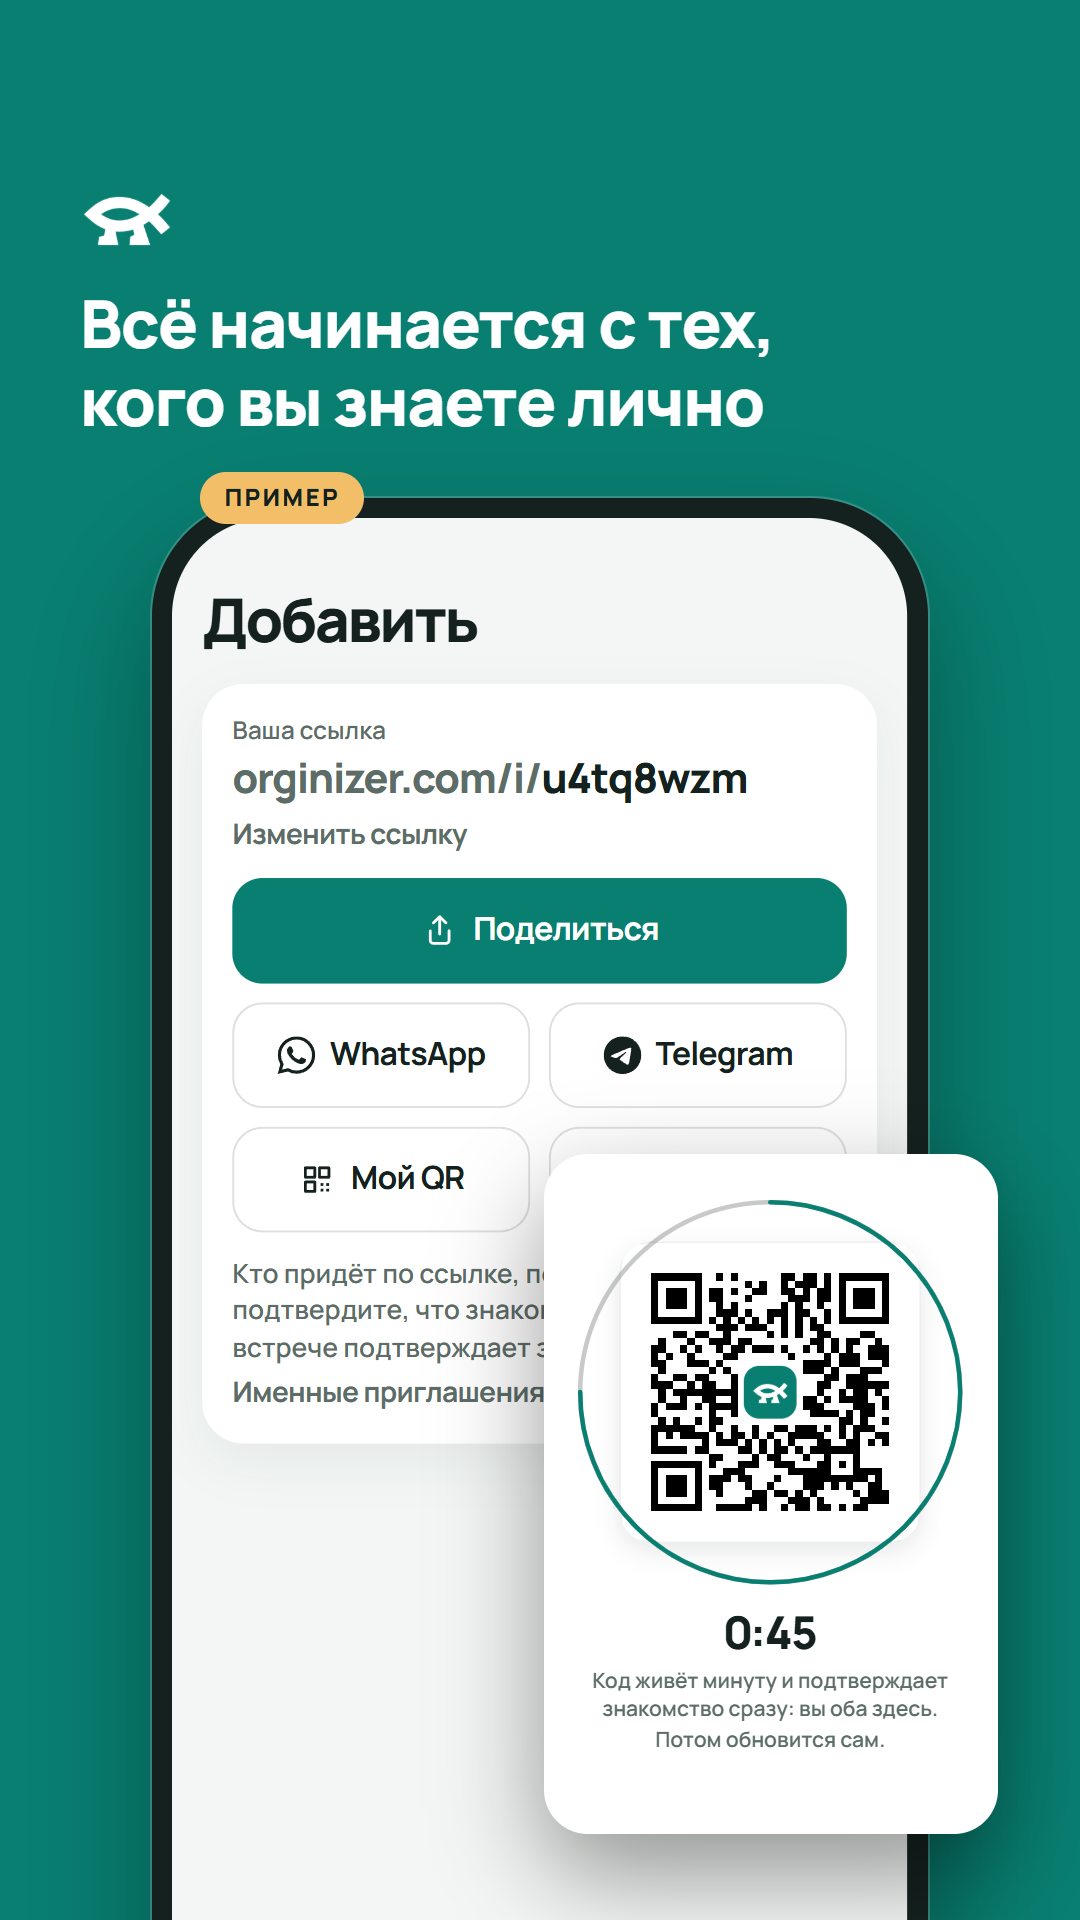 Всё начинается с тех,
кого вы знаете лично
ПРИМЕР
Добавить
Ваша ссылка
orginizer.com/i/u4tq8wzm
Изменить ссылку
Поделиться
WhatsApp
Telegram
Мой QR
Кто придёт по ссылке,
подтвердите, что
встрече подтверждает
Именные приглашения
0:45
Код живёт минуту и подтверждает
знакомство сразу: вы оба здесь.
Потом обновится сам.